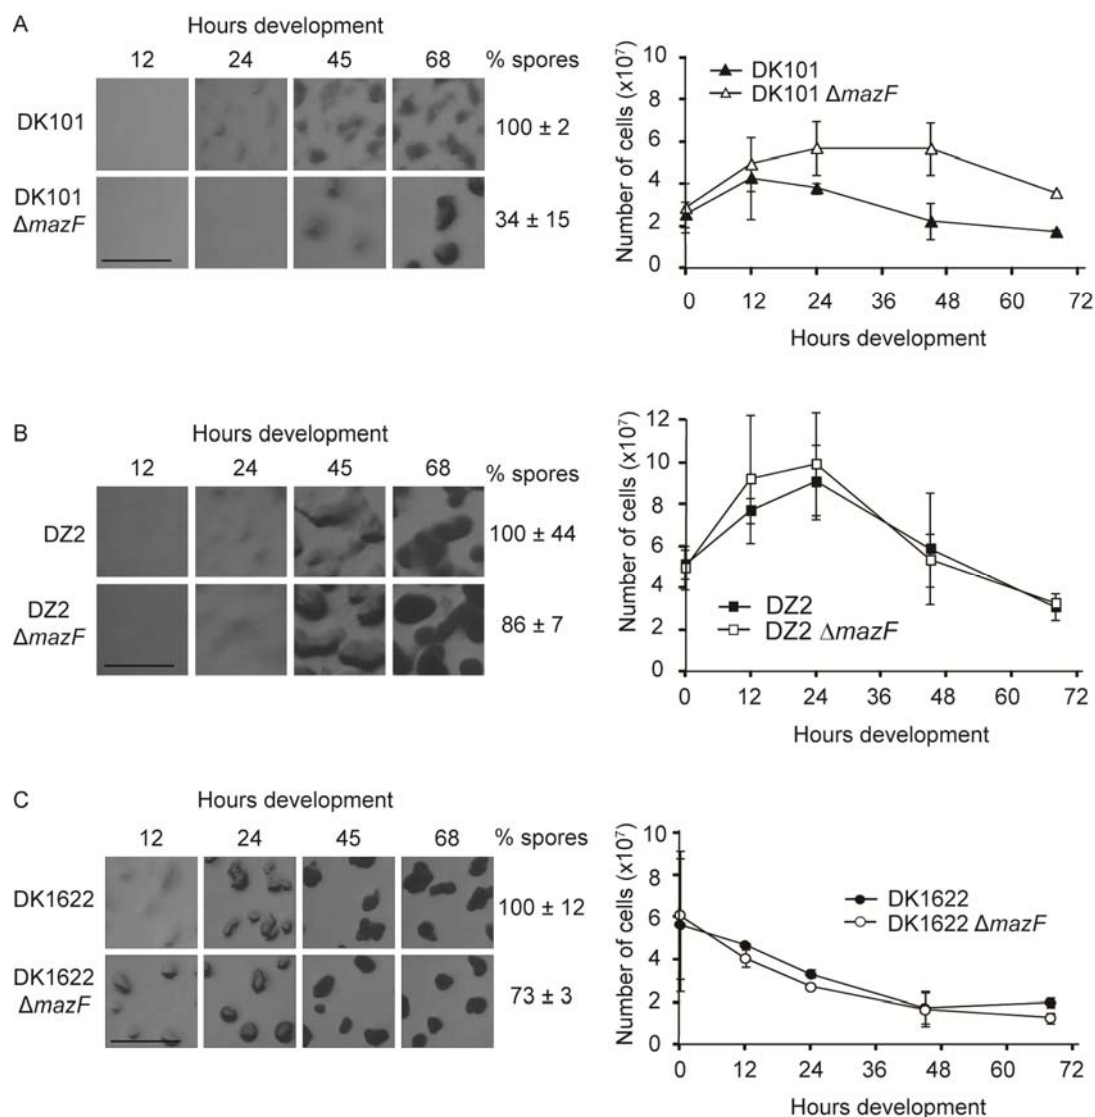 A
Hours development
12 24 45 68 % spores
DK101
100 ± 2
DK101
ΔmazF
34 ± 15
Number of cells (x10⁷)
10
8
6
4
2
0
DK101
DK101 ΔmazF
0 12 24 36 48 60 72
Hours development
B
Hours development
12 24 45 68 % spores
DZ2
100 ± 44
DZ2
ΔmazF
86 ± 7
Number of cells (x10⁷)
12
10
8
6
4
2
0
DZ2
DZ2 ΔmazF
0 12 24 36 48 60 72
Hours development
C
Hours development
12 24 45 68 % spores
DK1622
100 ± 12
DK1622
ΔmazF
73 ± 3
Number of cells (x10⁷)
10
8
6
4
2
0
DK1622
DK1622 ΔmazF
0 12 24 36 48 60 72
Hours development